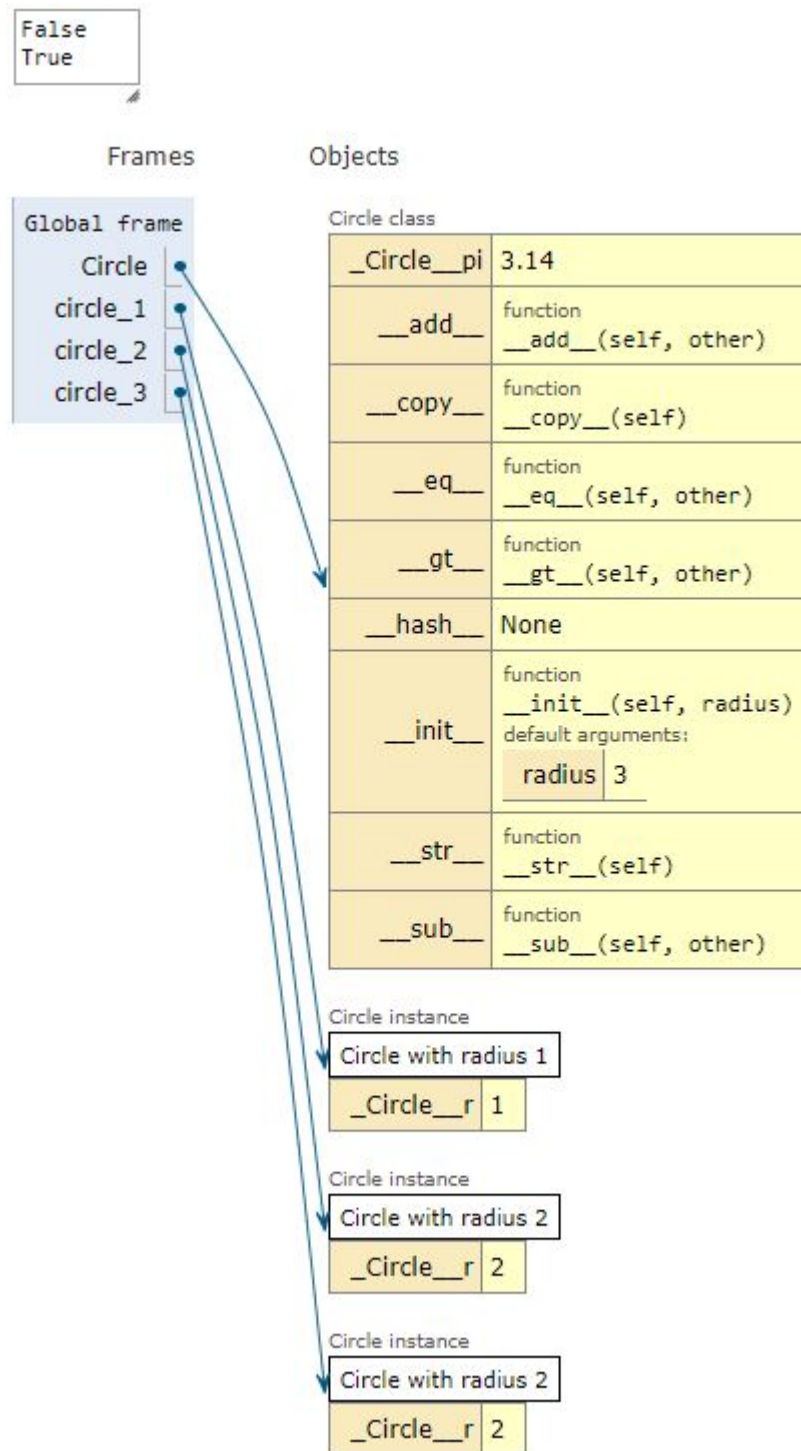 False
True
Frames Objects
Global frame
Circle
circle_1
circle_2
circle_3
Circle class
_Circle__pi 3.14
__add__ function
__add__(self, other)
__copy__ function
__copy__(self)
__eq__ function
__eq__(self, other)
__gt__ function
__gt__(self, other)
__hash__ None
__init__ function
__init__(self, radius)
default arguments:
radius 3
__str__ function
__str__(self)
__sub__ function
__sub__(self, other)
Circle instance
Circle with radius 1
_Circle__r 1
Circle instance
Circle with radius 2
_Circle__r 2
Circle instance
Circle with radius 2
_Circle__r 2